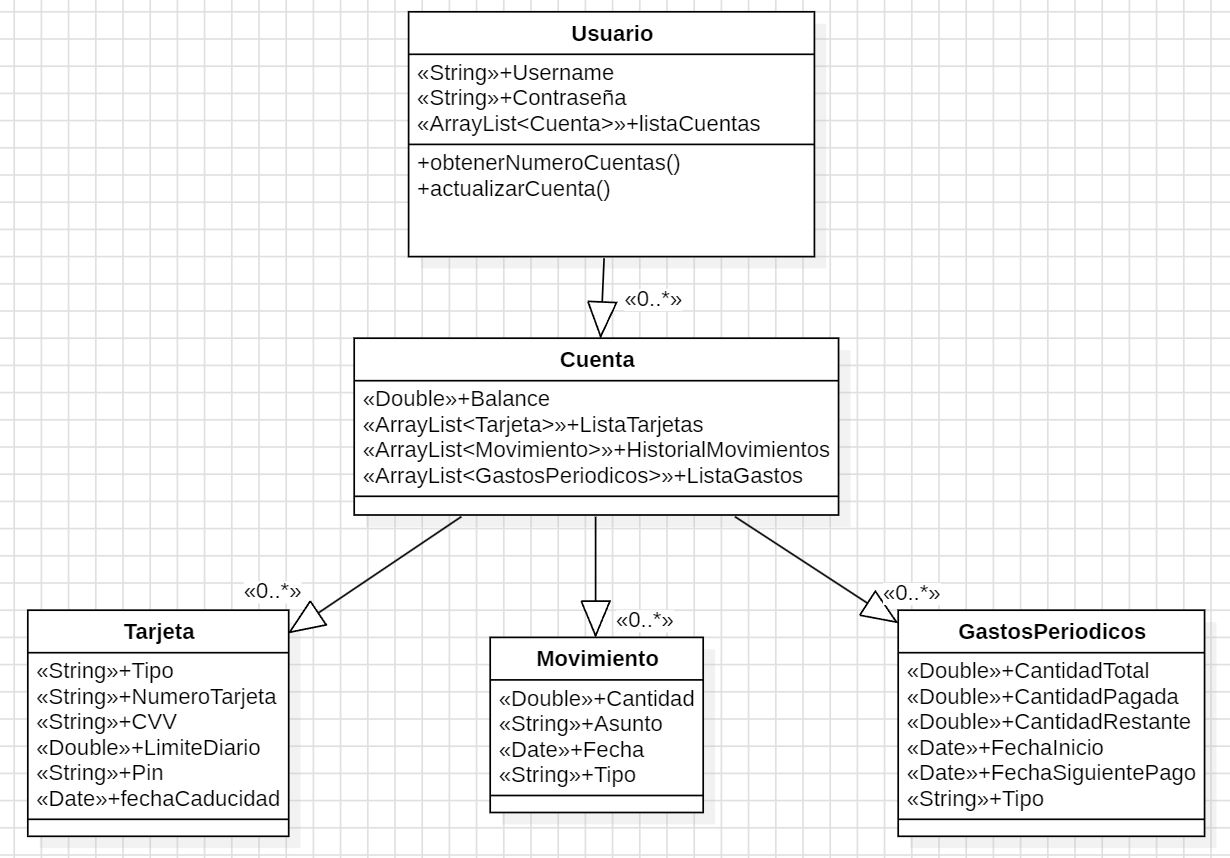 Usuario
«String»+Username
«String»+Contraseña
«ArrayList<Cuenta>»+listaCuentas
+obtenerNumeroCuentas()
+actualizarCuenta()
«0..*»
Cuenta
«Double»+Balance
«ArrayList<Tarjeta>»+ListaTarjetas
«ArrayList<Movimiento>»+HistorialMovimientos
«ArrayList<GastosPeriodicos>»+ListaGastos
«0..*»
Tarjeta
«String»+Tipo
«String»+NumeroTarjeta
«String»+CVV
«Double»+LimiteDiario
«String»+Pin
«Date»+fechaCaducidad
«0..*»
Movimiento
«Double»+Cantidad
«String»+Asunto
«Date»+Fecha
«String»+Tipo
«0..*»
GastosPeriodicos
«Double»+CantidadTotal
«Double»+CantidadPagada
«Double»+CantidadRestante
«Date»+FechaInicio
«Date»+FechaSiguientePago
«String»+Tipo